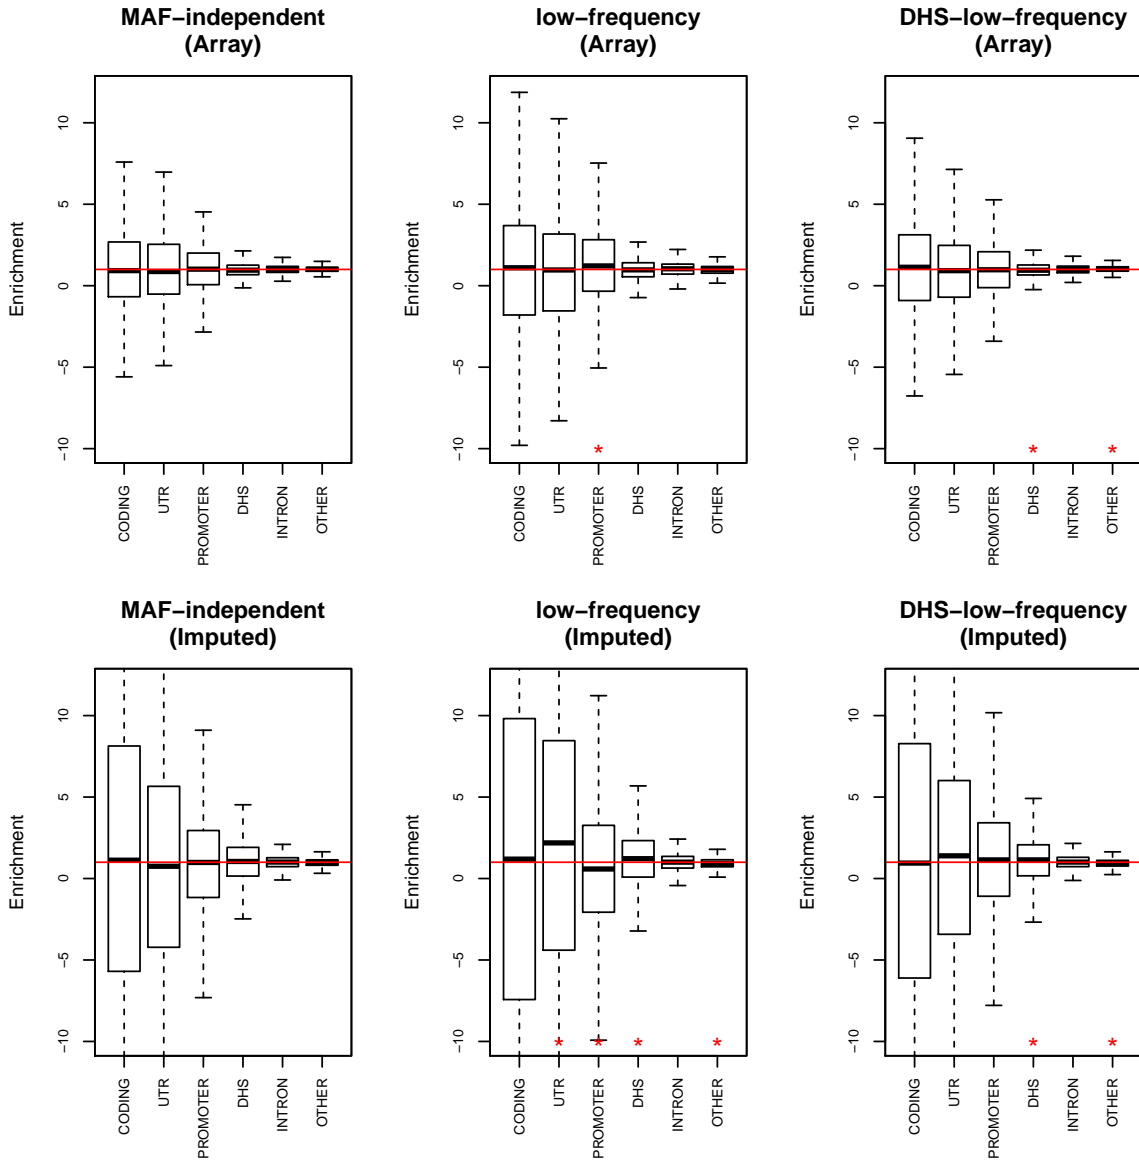 MAF−independent
(Array)
low−frequency
(Array)
DHS−low−frequency
(Array)
Enrichment
10
5
0
−5
−10
CODING
UTR
PROMOTER
DHS
INTRON
OTHER
Enrichment
10
5
0
−5
−10
*
CODING
UTR
PROMOTER
DHS
INTRON
OTHER
Enrichment
10
5
0
−5
−10
* *
CODING
UTR
PROMOTER
DHS
INTRON
OTHER
MAF−independent
(Imputed)
low−frequency
(Imputed)
DHS−low−frequency
(Imputed)
Enrichment
10
5
0
−5
−10
CODING
UTR
PROMOTER
DHS
INTRON
OTHER
Enrichment
10
5
0
−5
−10
* * * *
CODING
UTR
PROMOTER
DHS
INTRON
OTHER
Enrichment
10
5
0
−5
−10
* *
CODING
UTR
PROMOTER
DHS
INTRON
OTHER